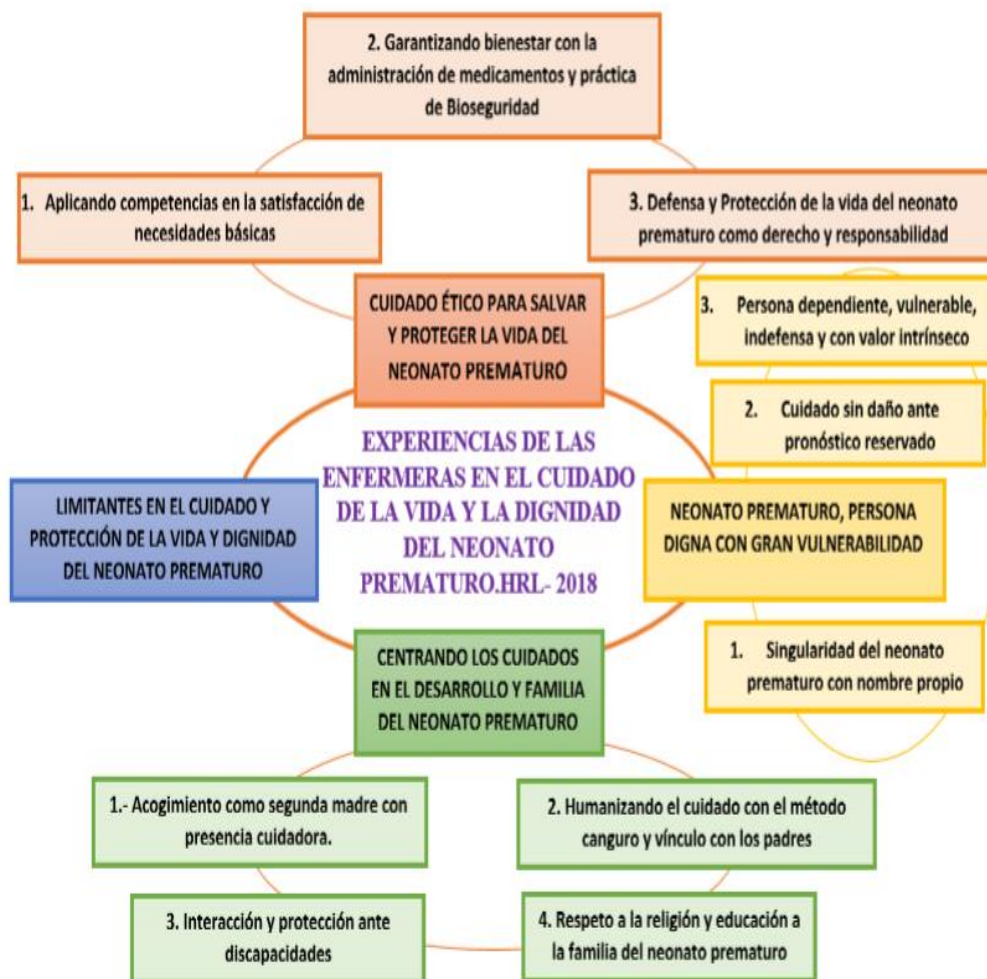 2. Garantizando bienestar con la
administración de medicamentos y práctica
de Bioseguridad
1. Aplicando competencias en la satisfacción de
necesidades básicas
3. Defensa y Protección de la vida del neonato
prematuro como derecho y responsabilidad
CUIDADO ÉTICO PARA SALVAR
Y PROTEGER LA VIDA DEL
NEONATO PREMATURO
3. Persona dependiente, vulnerable,
indefensa y con valor intrínseco
2. Cuidado sin daño ante
pronóstico reservado
EXPERIENCIAS DE LAS
ENFERMERAS EN EL CUIDADO
DE LA VIDA Y LA DIGNIDAD
DEL NEONATO
PREMATURO.HRL- 2018
LIMITANTES EN EL CUIDADO Y
PROTECCIÓN DE LA VIDA Y DIGNIDAD
DEL NEONATO PREMATURO
NEONATO PREMATURO, PERSONA
DIGNA CON GRAN VULNERABILIDAD
1. Singularidad del neonato
prematuro con nombre propio
CENTRANDO LOS CUIDADOS
EN EL DESARROLLO Y FAMILIA
DEL NEONATO PREMATURO
1.- Acogimiento como segunda madre con
presencia cuidadora.
2. Humanizando el cuidado con el método
canguro y vínculo con los padres
3. Interacción y protección ante
discapacidades
4. Respeto a la religión y educación a
la familia del neonato prematuro